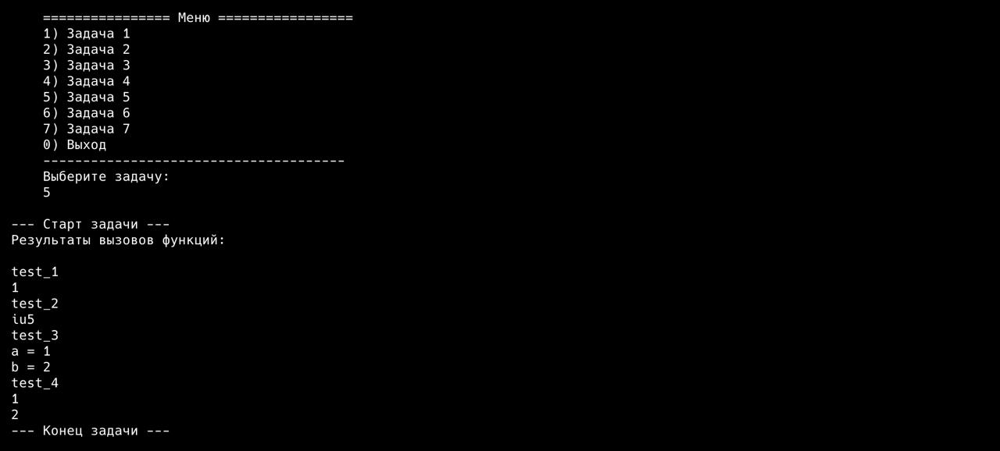 ================ Меню =================
1) Задача 1
2) Задача 2
3) Задача 3
4) Задача 4
5) Задача 5
6) Задача 6
7) Задача 7
0) Выход
--------------------------------------
Выберите задачу:
5
--- Старт задачи ---
Результаты вызовов функций:
test_1
1
test_2
iu5
test_3
a = 1
b = 2
test_4
1
2
--- Конец задачи ---